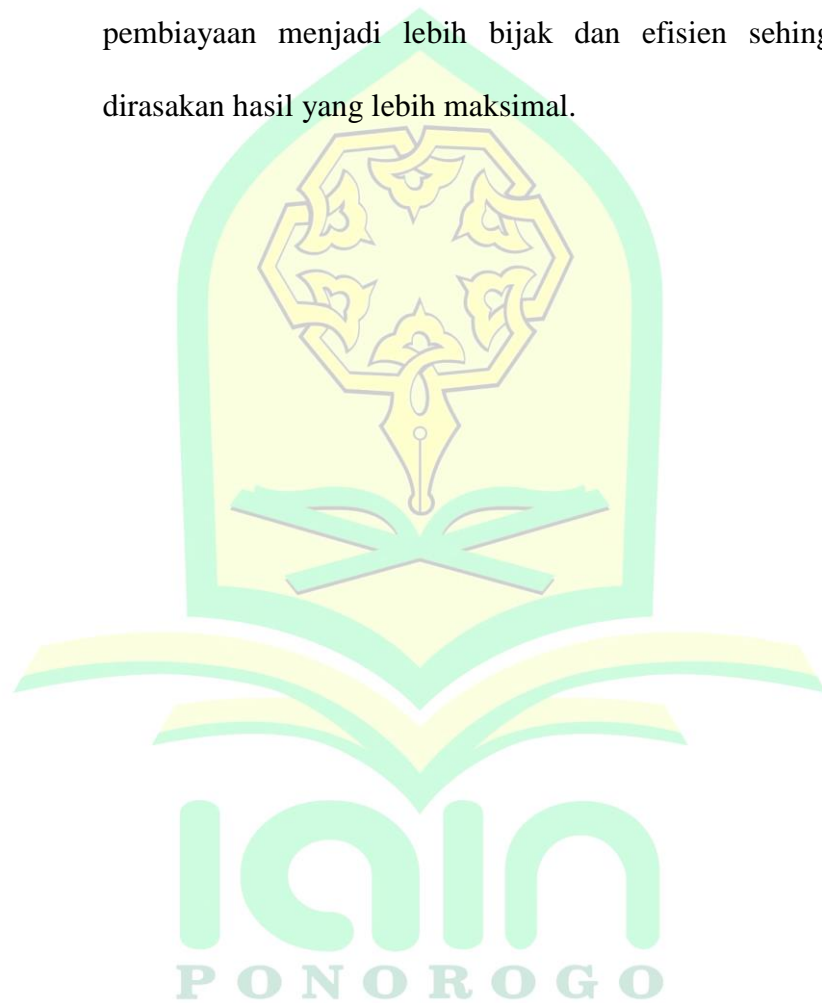 pembiayaan menjadi lebih bijak dan efisien sehing
dirasakan hasil yang lebih maksimal.
iain
PONOROGO